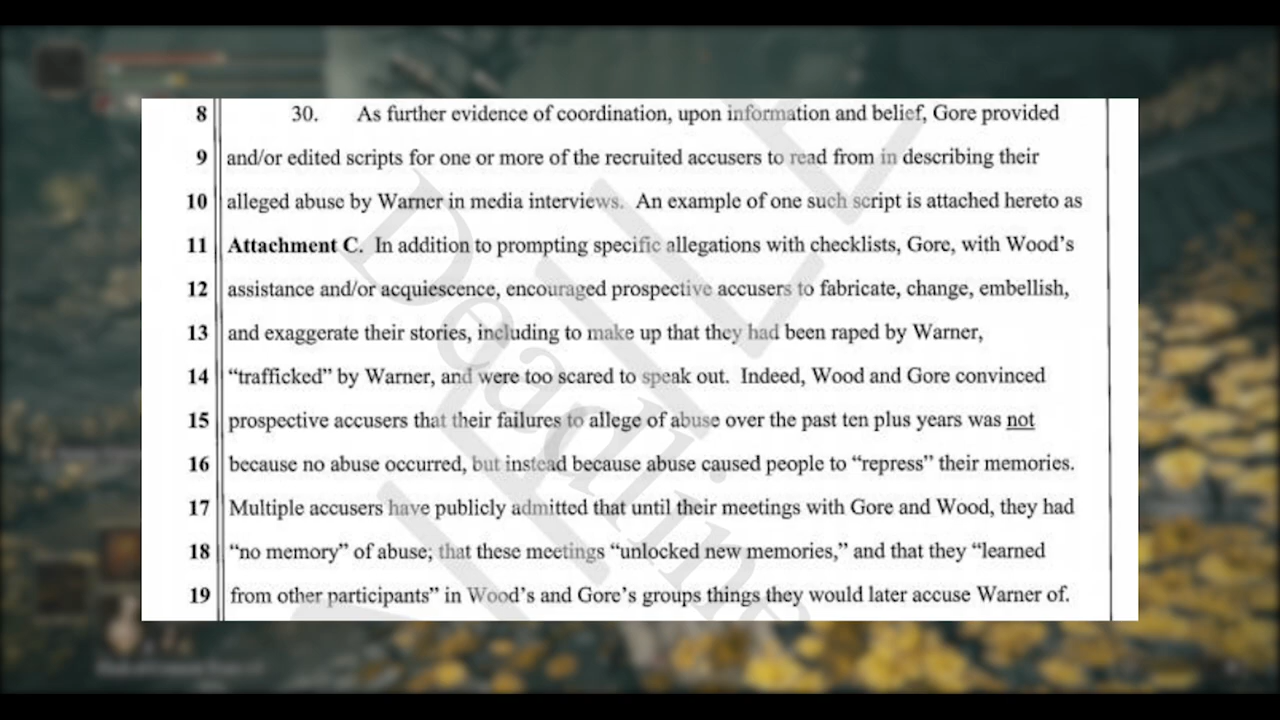 8 30. As further evidence of coordination, upon information and belief, Gore provided
9 and/or edited scripts for one or more of the recruited accusers to read from in describing their
10 alleged abuse by Warner in media interviews. An example of one such script is attached hereto as
11 Attachment C. In addition to prompting specific allegations with checklists, Gore, with Wood's
12 assistance and/or acquiescence, encouraged prospective accusers to fabricate, change, embellish,
13 and exaggerate their stories, including to make up that they had been raped by Warner,
14 “trafficked” by Warner, and were too scared to speak out. Indeed, Wood and Gore convinced
15 prospective accusers that their failures to allege of abuse over the past ten plus years was not
16 because no abuse occurred, but instead because abuse caused people to “repress” their memories.
17 Multiple accusers have publicly admitted that until their meetings with Gore and Wood, they had
18 “no memory” of abuse; that these meetings “unlocked new memories,” and that they “learned
19 from other participants” in Wood's and Gore's groups things they would later accuse Warner of.